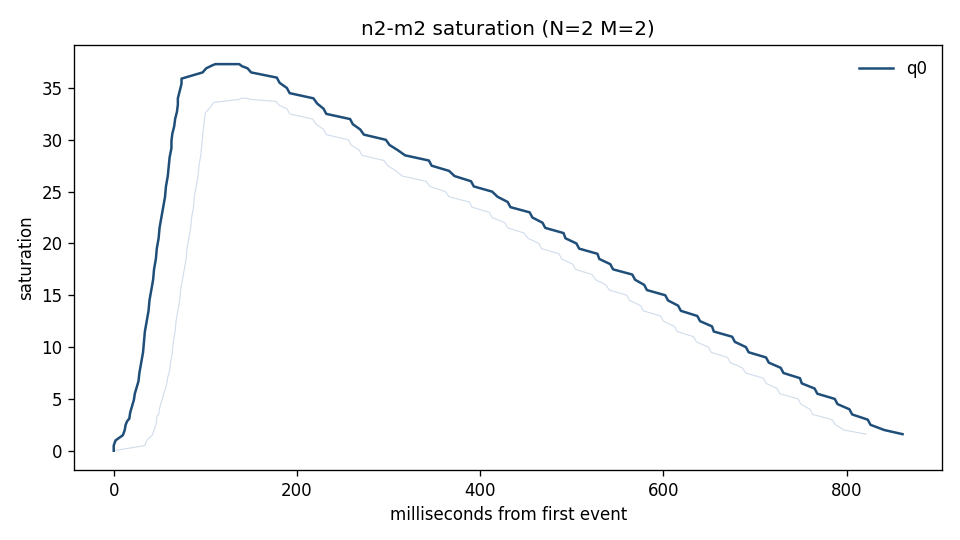 n2-m2 saturation (N=2 M=2)
q0
35
30
25
20
15
10
5
0
saturation
0 200 400 600 800
milliseconds from first event